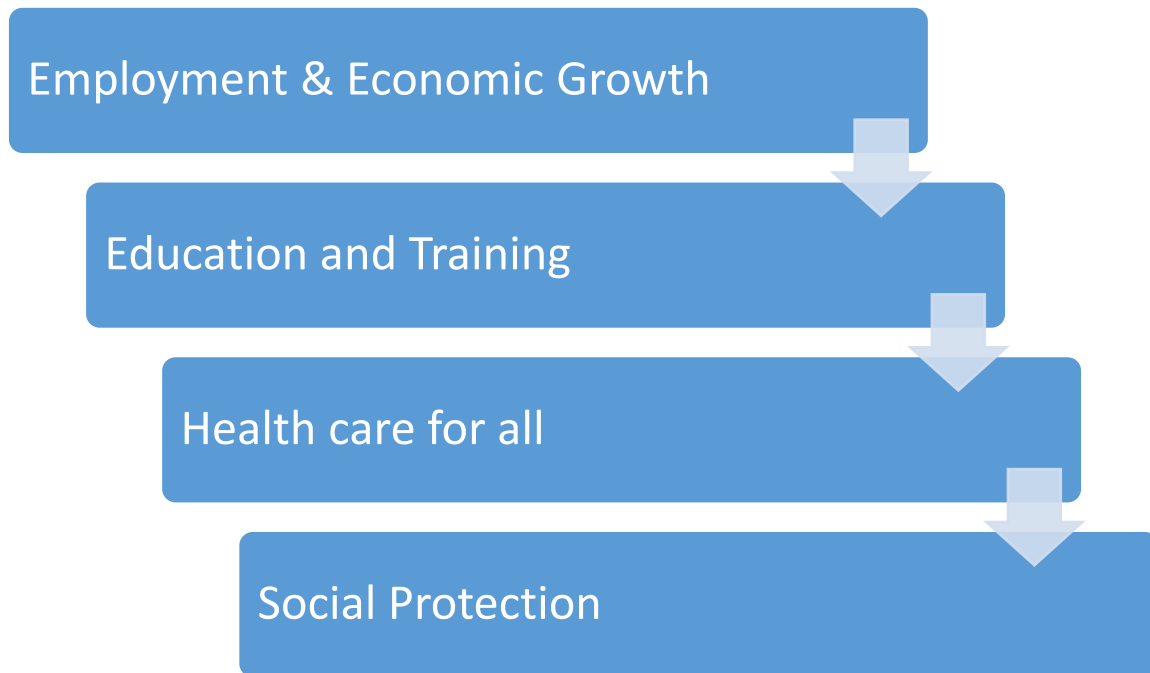 Employment & Economic Growth
Education and Training
Health care for all
Social Protection